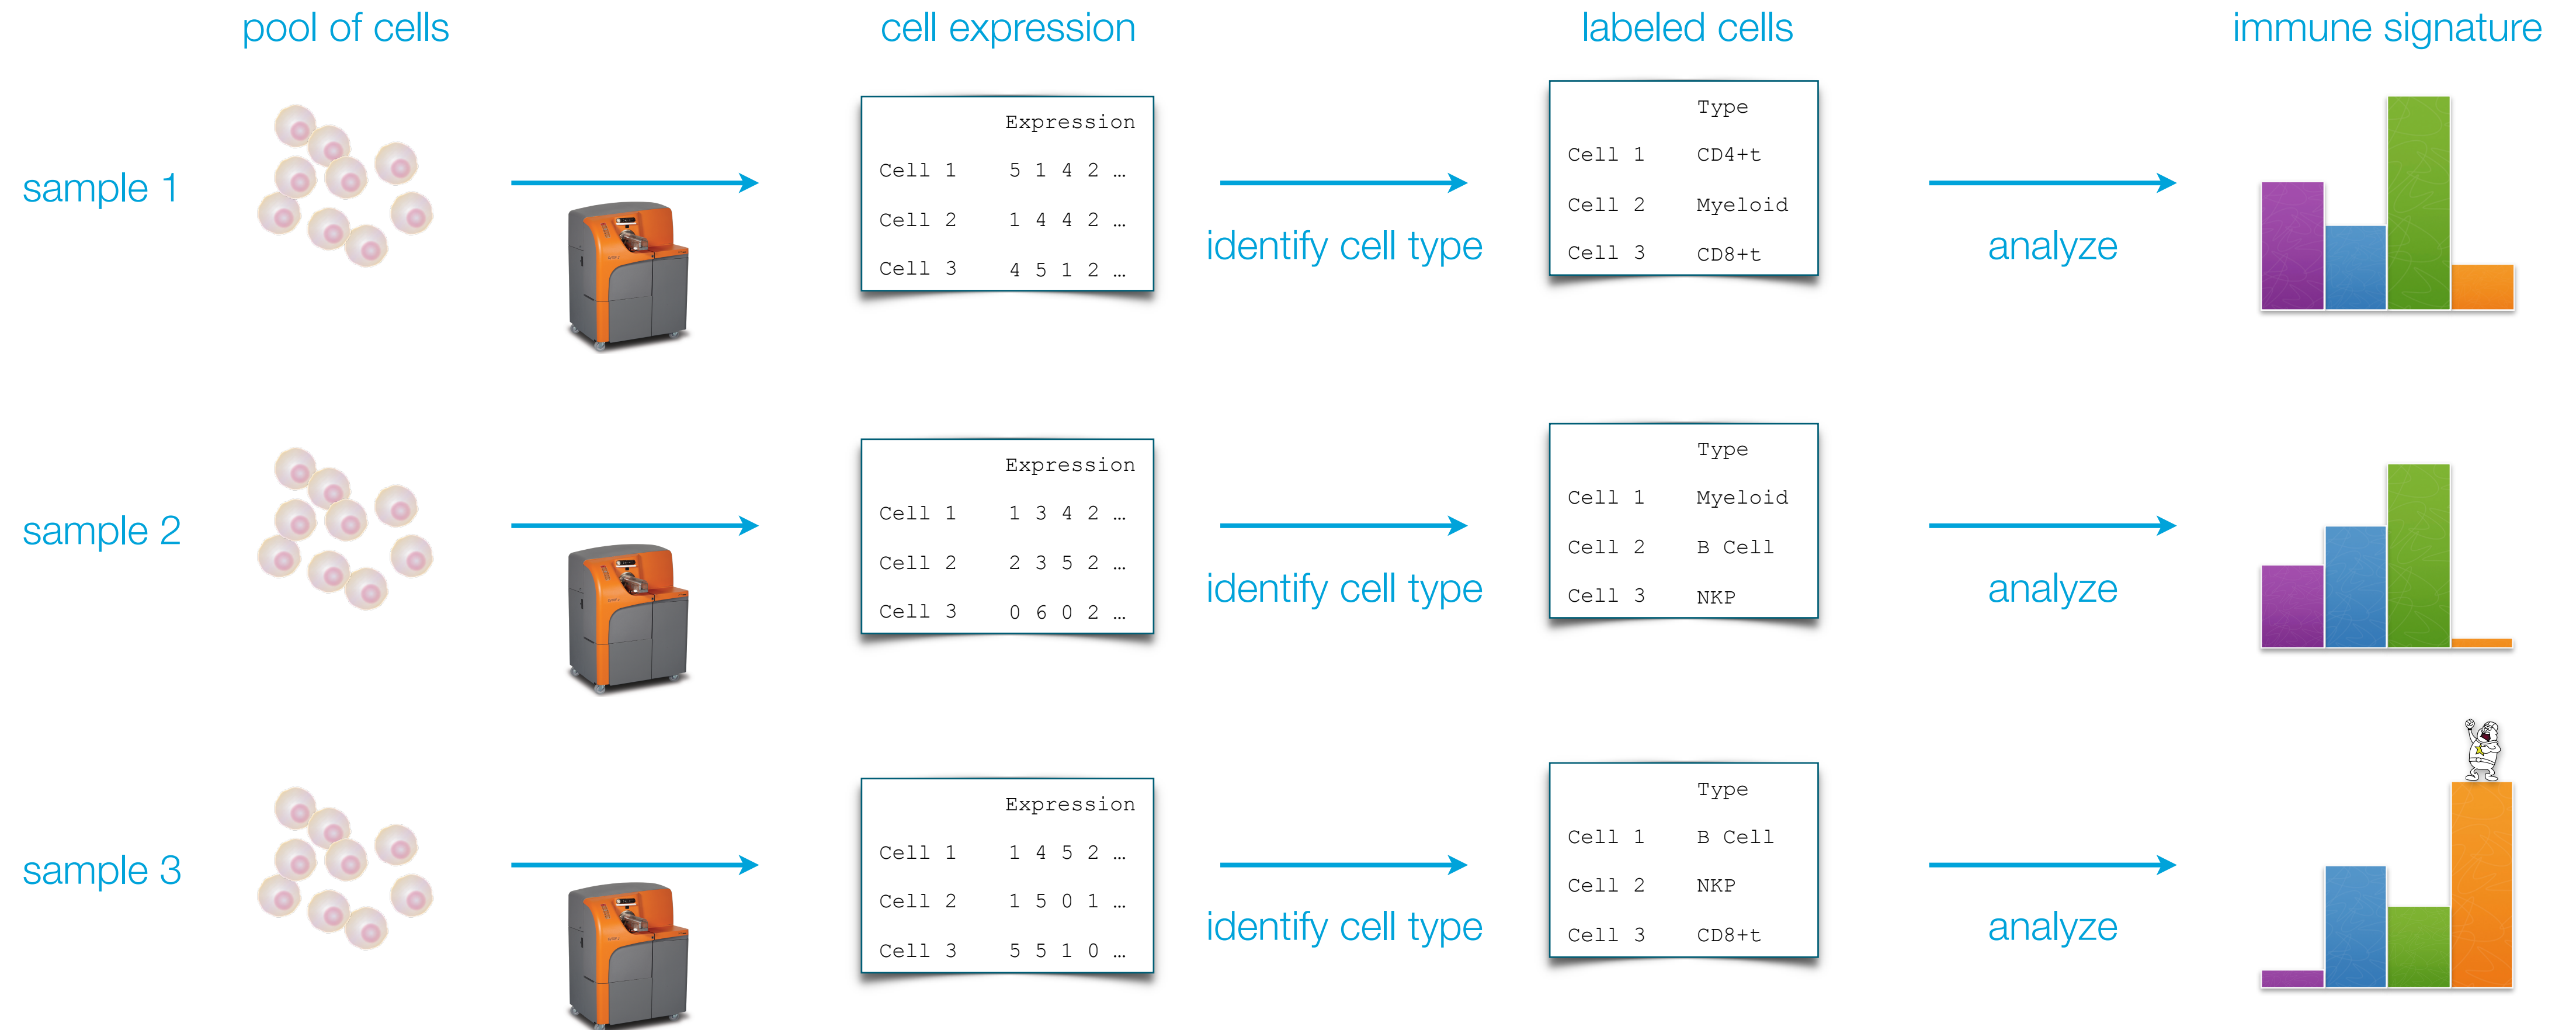 pool of cells
cell expression
labeled cells
immune signature
sample 1
Expression
Cell 1 5 1 4 2 …
Cell 2 1 4 4 2 …
Cell 3 4 5 1 2 …
identify cell type
Type
Cell 1 CD4+t
Cell 2 Myeloid
Cell 3 CD8+t
analyze
sample 2
Expression
Cell 1 1 3 4 2 …
Cell 2 2 3 5 2 …
Cell 3 0 6 0 2 …
identify cell type
Type
Cell 1 Myeloid
Cell 2 B Cell
Cell 3 NKP
analyze
sample 3
Expression
Cell 1 1 4 5 2 …
Cell 2 1 5 0 1 …
Cell 3 5 5 1 0 …
identify cell type
Type
Cell 1 B Cell
Cell 2 NKP
Cell 3 CD8+t
analyze